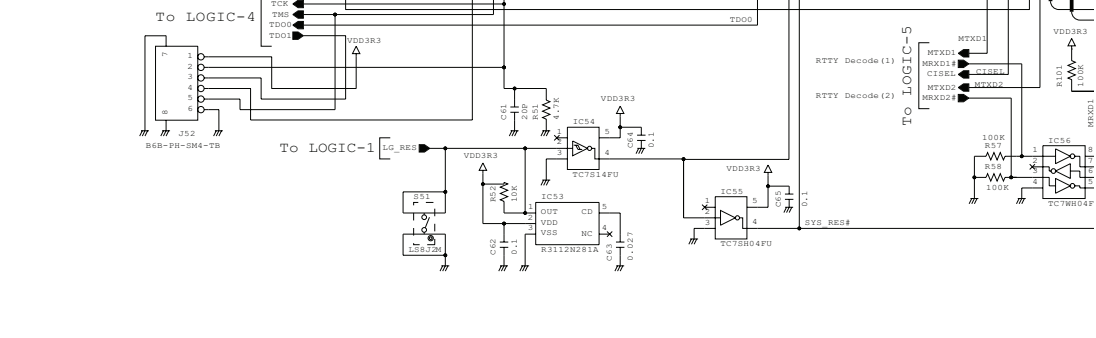 To LOGIC-4
TCK
TMS
TDO0
TDO1
TDO0
7
8
1
2
3
4
5
6
VDD3R3
J52
B6B-PH-SM4-TB
C61
20P
R51
4.7K
To LOGIC-1
LG_RES
IC54
1
2
3
5
4
TC7S14FU
VDD3R3
C64
0.1
S51
LS8J2M
VDD3R3
R52
10K
C62
0.1
IC53
1
2
3
OUT
VDD
VSS
CD
NC
5
4
R3112N281A
C63
0.027
IC55
1
2
3
5
4
TC7SH04FU
VDD3R3
C65
0.1
SYS_RES#
RTTY Decode(1)
RTTY Decode(2)
To LOGIC-5
MTXD1
MTXD1
MRXD1#
CISEL
CISEL
MTXD2
MTXD2
MRXD2#
VDD3R3
R101
100K
MRXD1
100K
R57
R58
100K
IC56
1
2
3
4
8
7
6
5
TC7WH04F